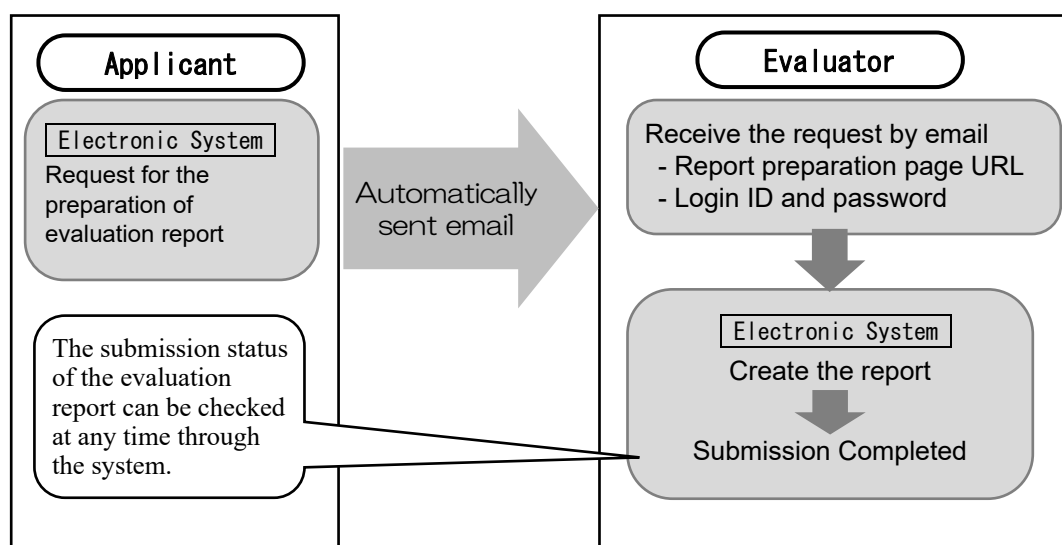 Applicant
Electronic System
Request for the
preparation of
evaluation report
The submission status
of the evaluation
report can be checked
at any time through
the system.
Automatically
sent email
Evaluator
Receive the request by email
- Report preparation page URL
- Login ID and password
Electronic System
Create the report
Submission Completed